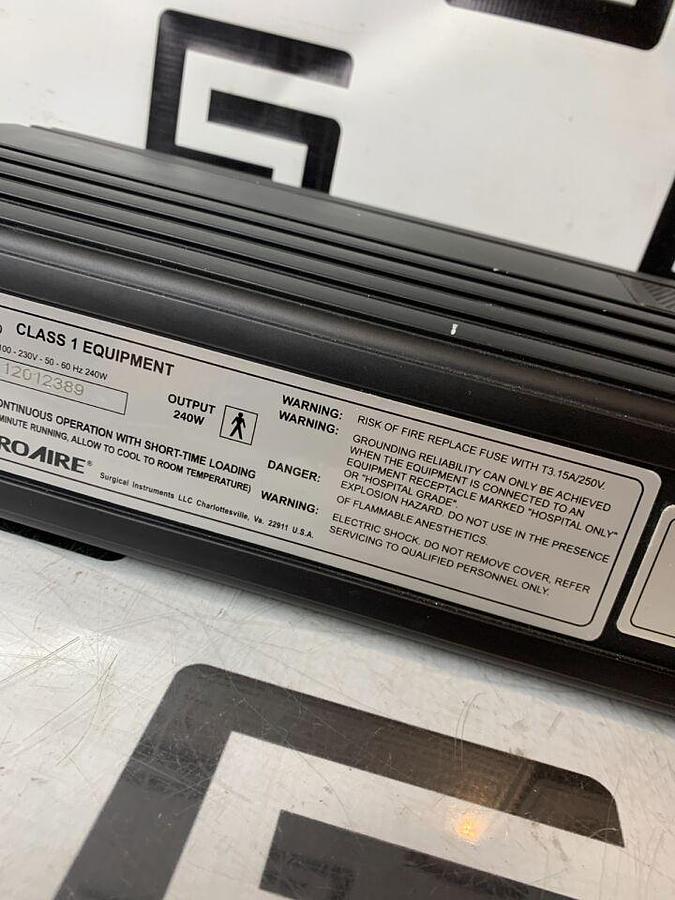 CLASS 1 EQUIPMENT
100 - 230V - 50 - 60 Hz 240W
12012389
OUTPUT
240W
CONTINUOUS OPERATION WITH SHORT-TIME LOADING
MINUTE RUNNING, ALLOW TO COOL TO ROOM TEMPERATURE)
ROAIRE®
Surgical Instruments LLC Charlottesville, Va. 22911 U.S.A.
WARNING: RISK OF FIRE REPLACE FUSE WITH T3.15A/250V.
WARNING: GROUNDING RELIABILITY CAN ONLY BE ACHIEVED
WHEN THE EQUIPMENT IS CONNECTED TO AN
EQUIPMENT RECEPTACLE MARKED "HOSPITAL ONLY"
OR "HOSPITAL GRADE".
DANGER: EXPLOSION HAZARD. DO NOT USE IN THE PRESENCE
OF FLAMMABLE ANESTHETICS.
WARNING: ELECTRIC SHOCK. DO NOT REMOVE COVER, REFER
SERVICING TO QUALIFIED PERSONNEL ONLY.